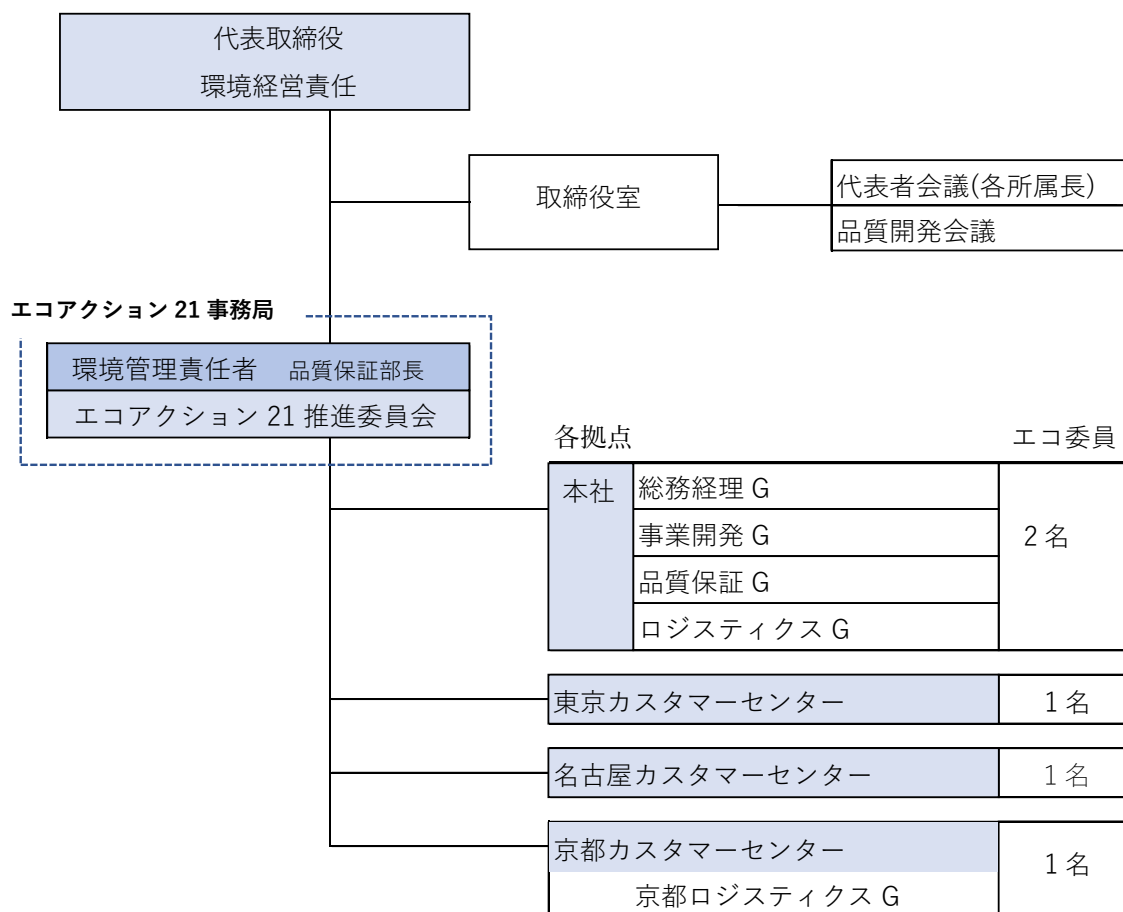 代表取締役
環境経営責任
取締役室
代表者会議(各所属長)
品質開発会議
エコアクション 21 事務局
環境管理責任者 品質保証部長
エコアクション 21 推進委員会
各拠点 エコ委員
本社 総務経理 G
事業開発 G 2 名
品質保証 G
ロジスティクス G
東京カスタマーセンター 1 名
名古屋カスタマーセンター 1 名
京都カスタマーセンター 1 名
京都ロジスティクス G